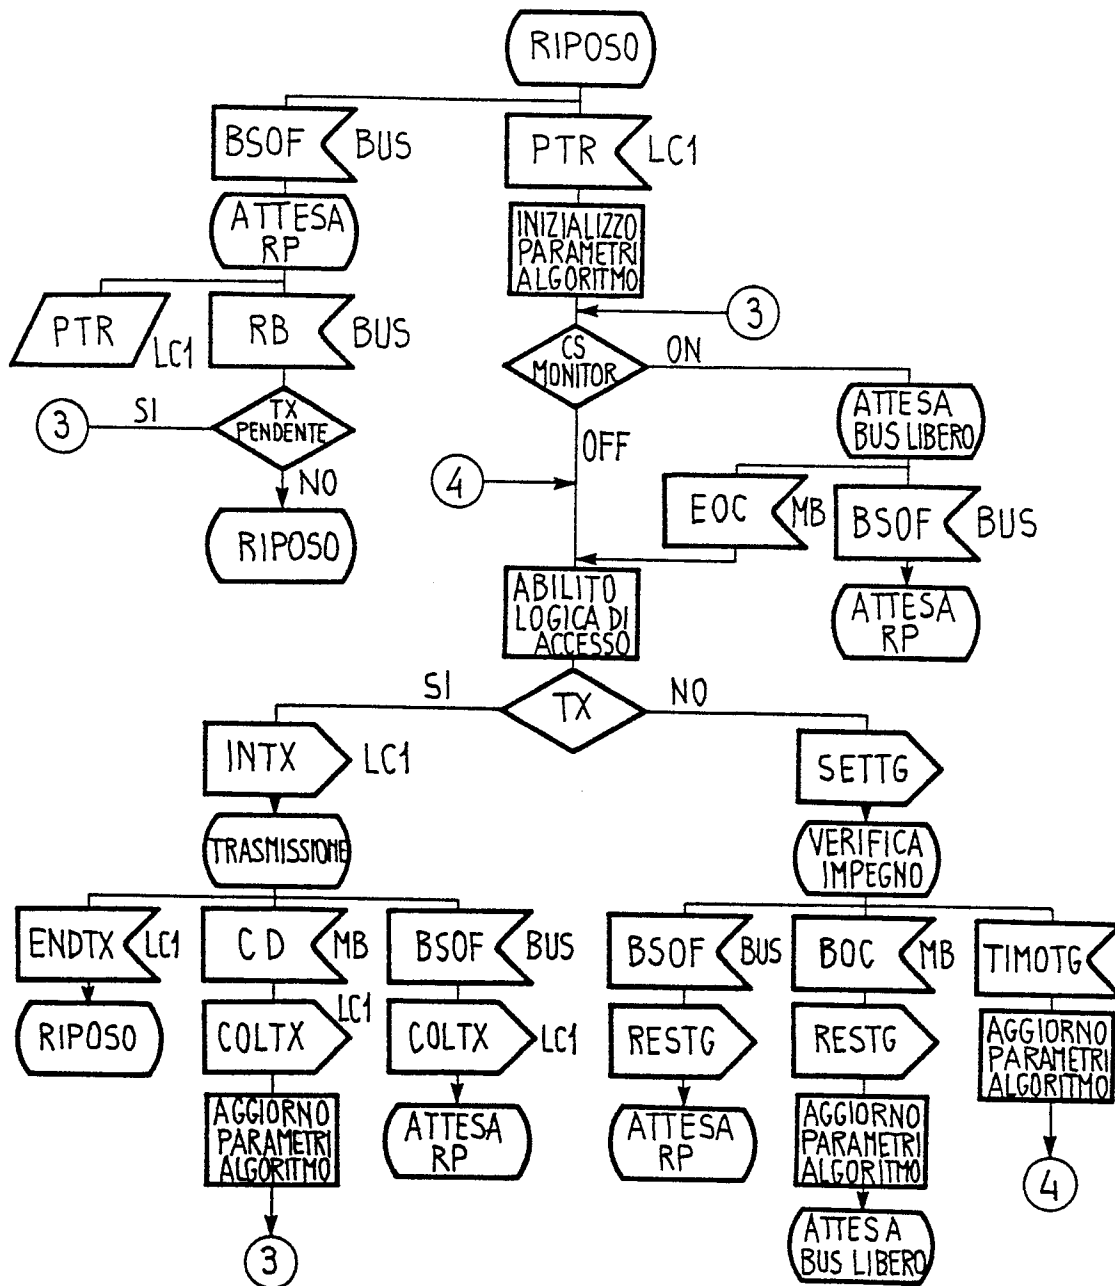 RIPOSO
BSOF
BUS
PTR
LC1
ATTESA
RP
INIZIALIZZO
PARAMETRI
ALGORITMO
PTR
LC1
RB
BUS
3
CS
MONITOR
ON
OFF
3
SI
TX
PENDENTE
NO
RIPOSO
ATTESA
BUS LIBERO
4
EOC
MB
BSOF
BUS
ATTESA
RP
ABILITO
LOGICA DI
ACCESSO
SI
TX
NO
INTX
LC1
SETTG
TRASMISSIONE
VERIFICA
IMPEGNO
ENDTX
LC1
CD
MB
BSOF
BUS
BSOF
BUS
BOC
MB
TIMOTG
RIPOSO
COLTX
LC1
COLTX
LC1
RESTG
RESTG
AGGIORNO
PARAMETRI
ALGORITMO
AGGIORNO
PARAMETRI
ALGORITMO
ATTESA
RP
ATTESA
RP
AGGIORNO
PARAMETRI
ALGORITMO
4
3
ATTESA
BUS LIBERO